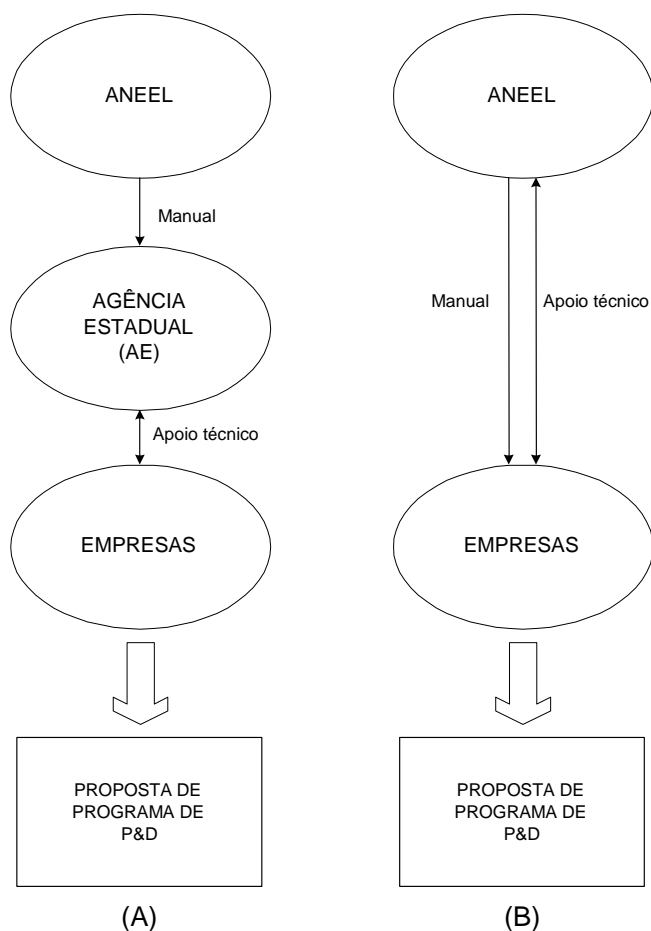 ANEEL
Manual
AGÊNCIA
ESTADUAL
(AE)
Apoio técnico
EMPRESAS
PROPOSTA DE
PROGRAMA DE
P&D
(A)
ANEEL
Manual
Apoio técnico
EMPRESAS
PROPOSTA DE
PROGRAMA DE
P&D
(B)